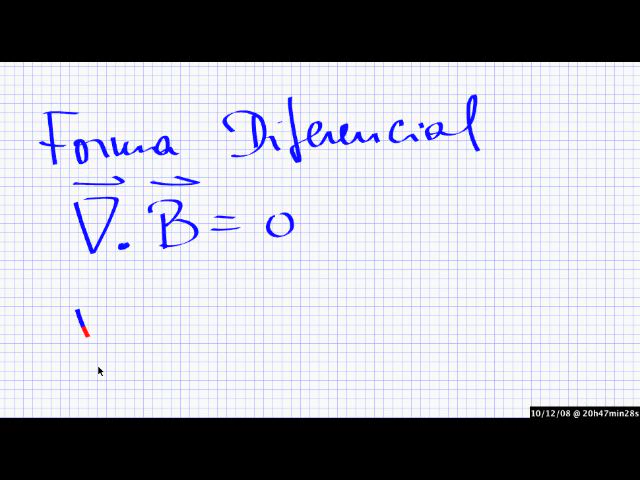 Forma Diferencial
∇⃗ . B⃗ = 0
10/12/08 @ 20h47min28s